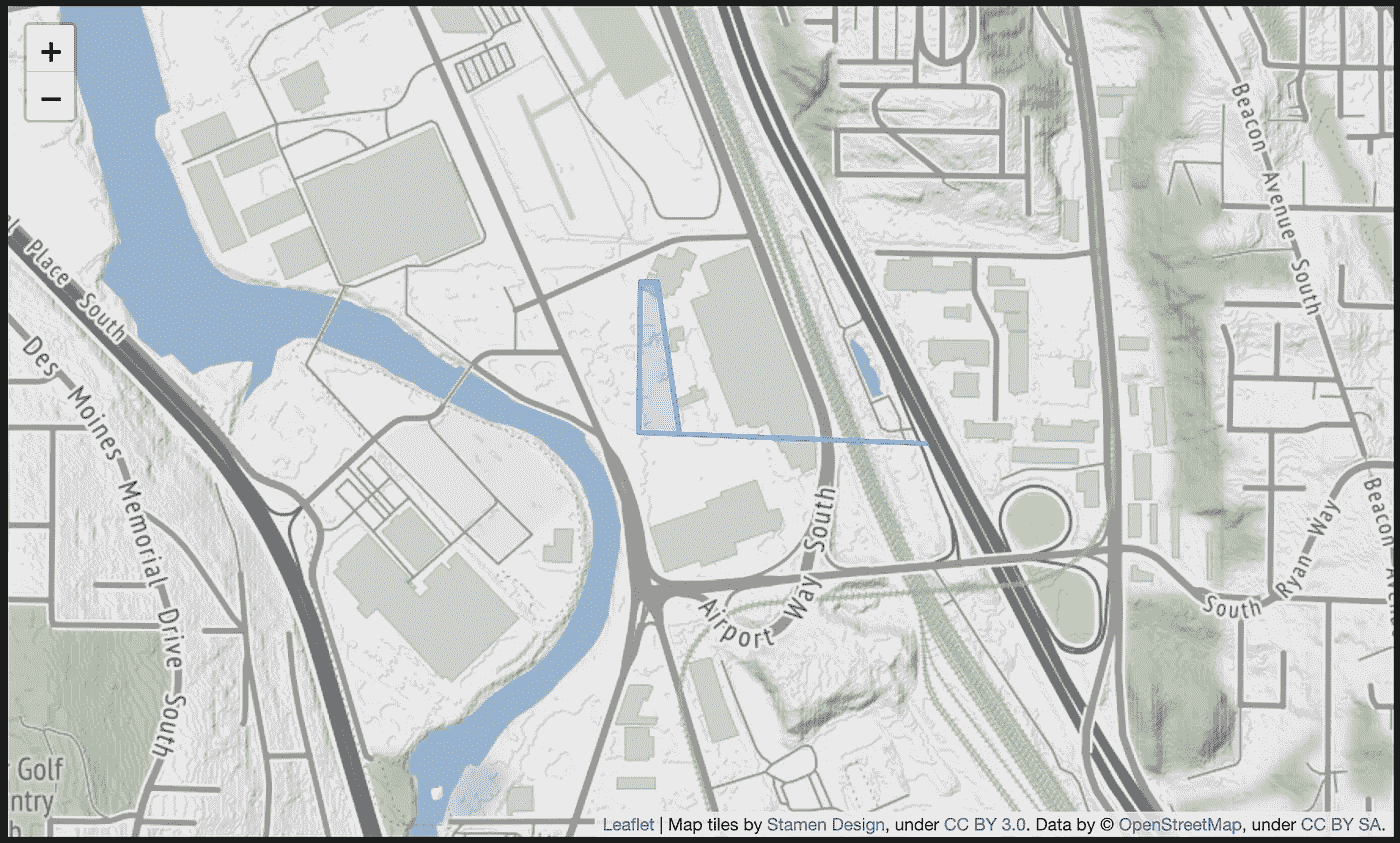 +
−
Place South
Des Moines Memorial Drive South
Golf
Airport Way South
Beacon Avenue South
South Ryan Way
Beacon
Leaflet | Map tiles by Stamen Design, under CC BY 3.0. Data by © OpenStreetMap, under CC BY SA.